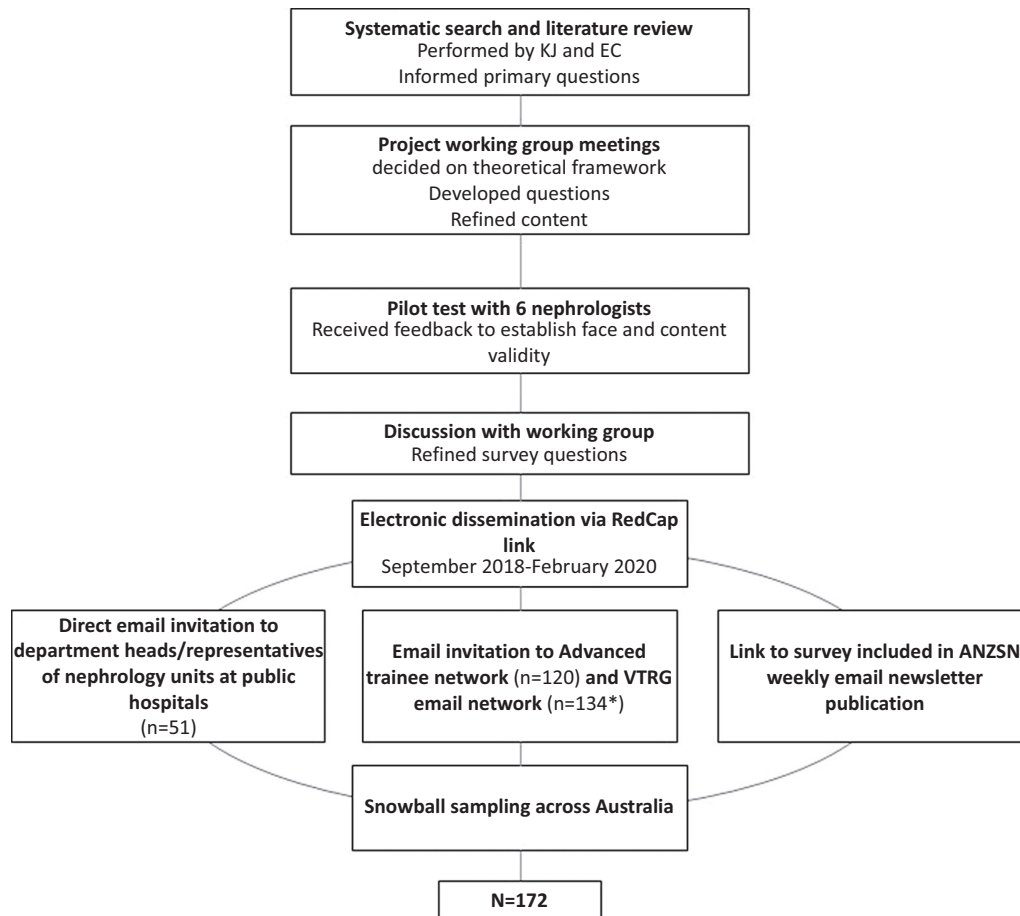 Systematic search and literature review
Performed by KJ and EC
Informed primary questions
Project working group meetings
decided on theoretical framework
Developed questions
Refined content
Pilot test with 6 nephrologists
Received feedback to establish face and content
validity
Discussion with working group
Refined survey questions
Electronic dissemination via RedCap
link
September 2018-February 2020
Direct email invitation to
department heads/representatives
of nephrology units at public
hospitals
(n=51)
Email invitation to Advanced
trainee network (n=120) and VTRG
email network (n=134*)
Link to survey included in ANZSN
weekly email newsletter
publication
Snowball sampling across Australia
N=172